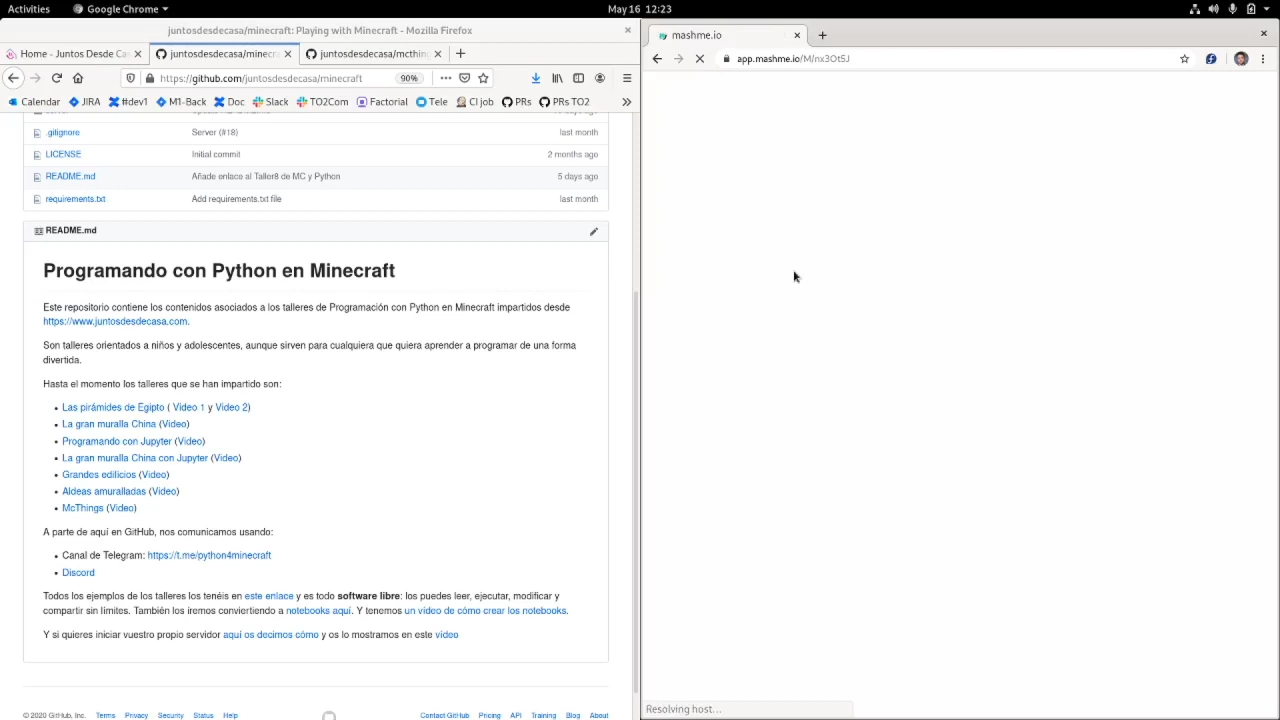 Activities
Google Chrome
May 16 12:23
juntosdesdecasa/minecraft: Playing with Minecraft - Mozilla Firefox
Home - Juntos Desde Ca
juntosdesdecasa/minecra
juntosdesdecasa/mcthin
https://github.com/juntosdesdecasa/minecraft
90%
Calendar
JIRA
#dev1
M1-Back
Doc
Slack
TO2Com
Factorial
Tele
CI job
PRs
PRs TO2
.gitignore
Server (#18)
last month
LICENSE
Initial commit
2 months ago
README.md
Añade enlace al Taller8 de MC y Python
5 days ago
requirements.txt
Add requirements.txt file
last month
README.md
Programando con Python en Minecraft
Este repositorio contiene los contenidos asociados a los talleres de Programación con Python en Minecraft impartidos desde
https://www.juntosdesdecasa.com.
Son talleres orientados a niños y adolescentes, aunque sirven para cualquiera que quiera aprender a programar de una forma
divertida.
Hasta el momento los talleres que se han impartido son:
Las pirámides de Egipto ( Video 1 y Video 2)
La gran muralla China (Video)
Programando con Jupyter (Video)
La gran muralla China con Jupyter (Video)
Grandes edificios (Video)
Aldeas amuralladas (Video)
McThings (Video)
A parte de aquí en GitHub, nos comunicamos usando:
Canal de Telegram: https://t.me/python4minecraft
Discord
Todos los ejemplos de los talleres los tenéis en este enlace y es todo software libre: los puedes leer, ejecutar, modificar y
compartir sin límites. También los iremos conviertiendo a notebooks aquí. Y tenemos un vídeo de cómo crear los notebooks.
Y si quieres iniciar vuestro propio servidor aquí os decimos cómo y os lo mostramos en este vídeo
© 2020 GitHub, Inc.
Terms
Privacy
Security
Status
Help
Contact GitHub
Pricing
API
Training
Blog
About
mashme.io
app.mashme.io/M/nx3Ot5J
Resolving host...